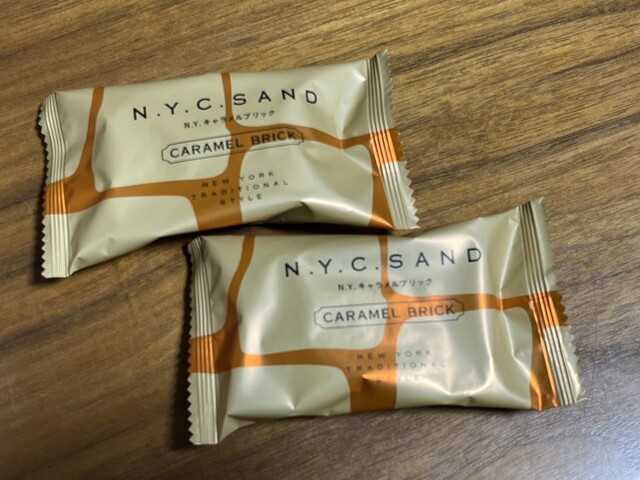 N.Y.C.SAND
N.Y.キャラメルブリック
CARAMEL BRICK
NEW YORK
TRADITIONAL
STYLE
N.Y.C.SAND
N.Y.キャラメルブリック
CARAMEL BRICK
NEW YORK
TRADITIONAL
STYLE